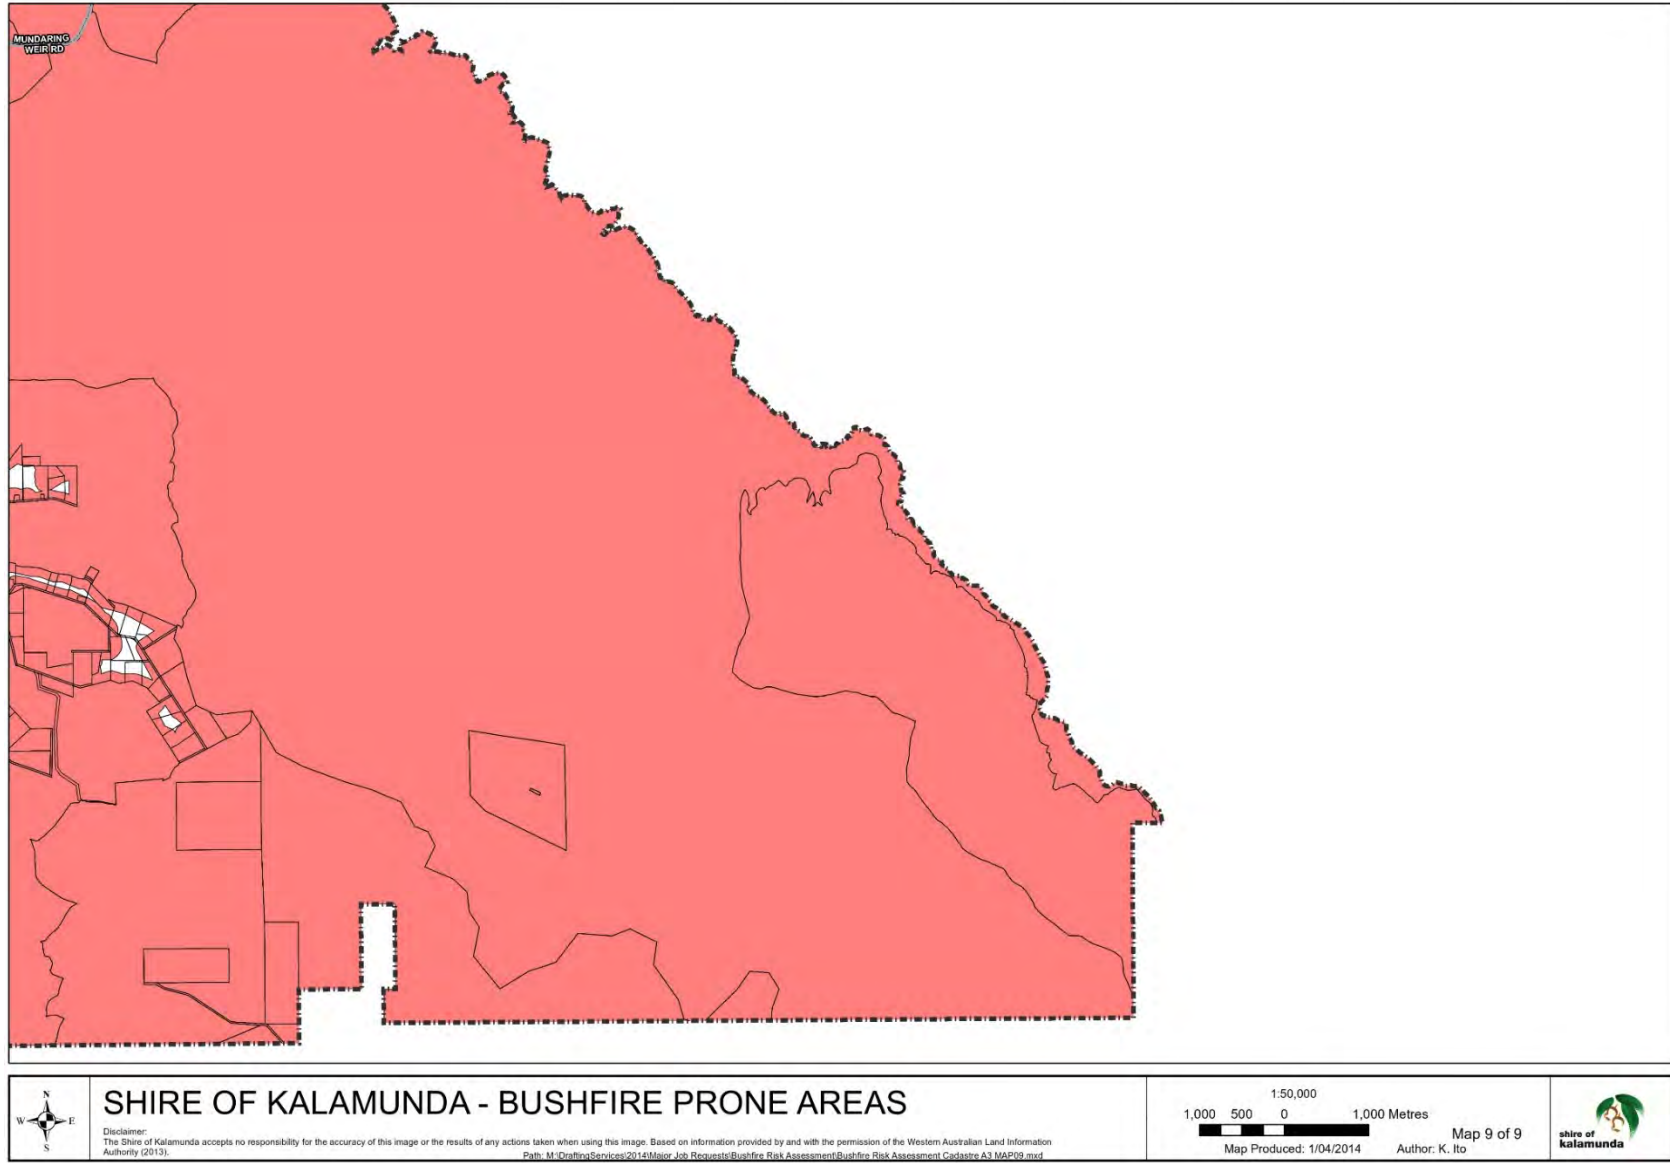 MUNDARING
WEIR RD
N
W E
S
SHIRE OF KALAMUNDA - BUSHFIRE PRONE AREAS
Disclaimer:
The Shire of Kalamunda accepts no responsibility for the accuracy of this image or the results of any actions taken when using this image. Based on information provided by and with the permission of the Western Australian Land Information
Authority (2013).
Path: M:\DraftingServices\2014\Major Job Requests\Bushfire Risk Assessment\Bushfire Risk Assessment Cadastre A3 MAP09.mxd
1:50,000
1,000 500 0 1,000 Metres
Map 9 of 9
Map Produced: 1/04/2014 Author: K. Ito
shire of
kalamunda